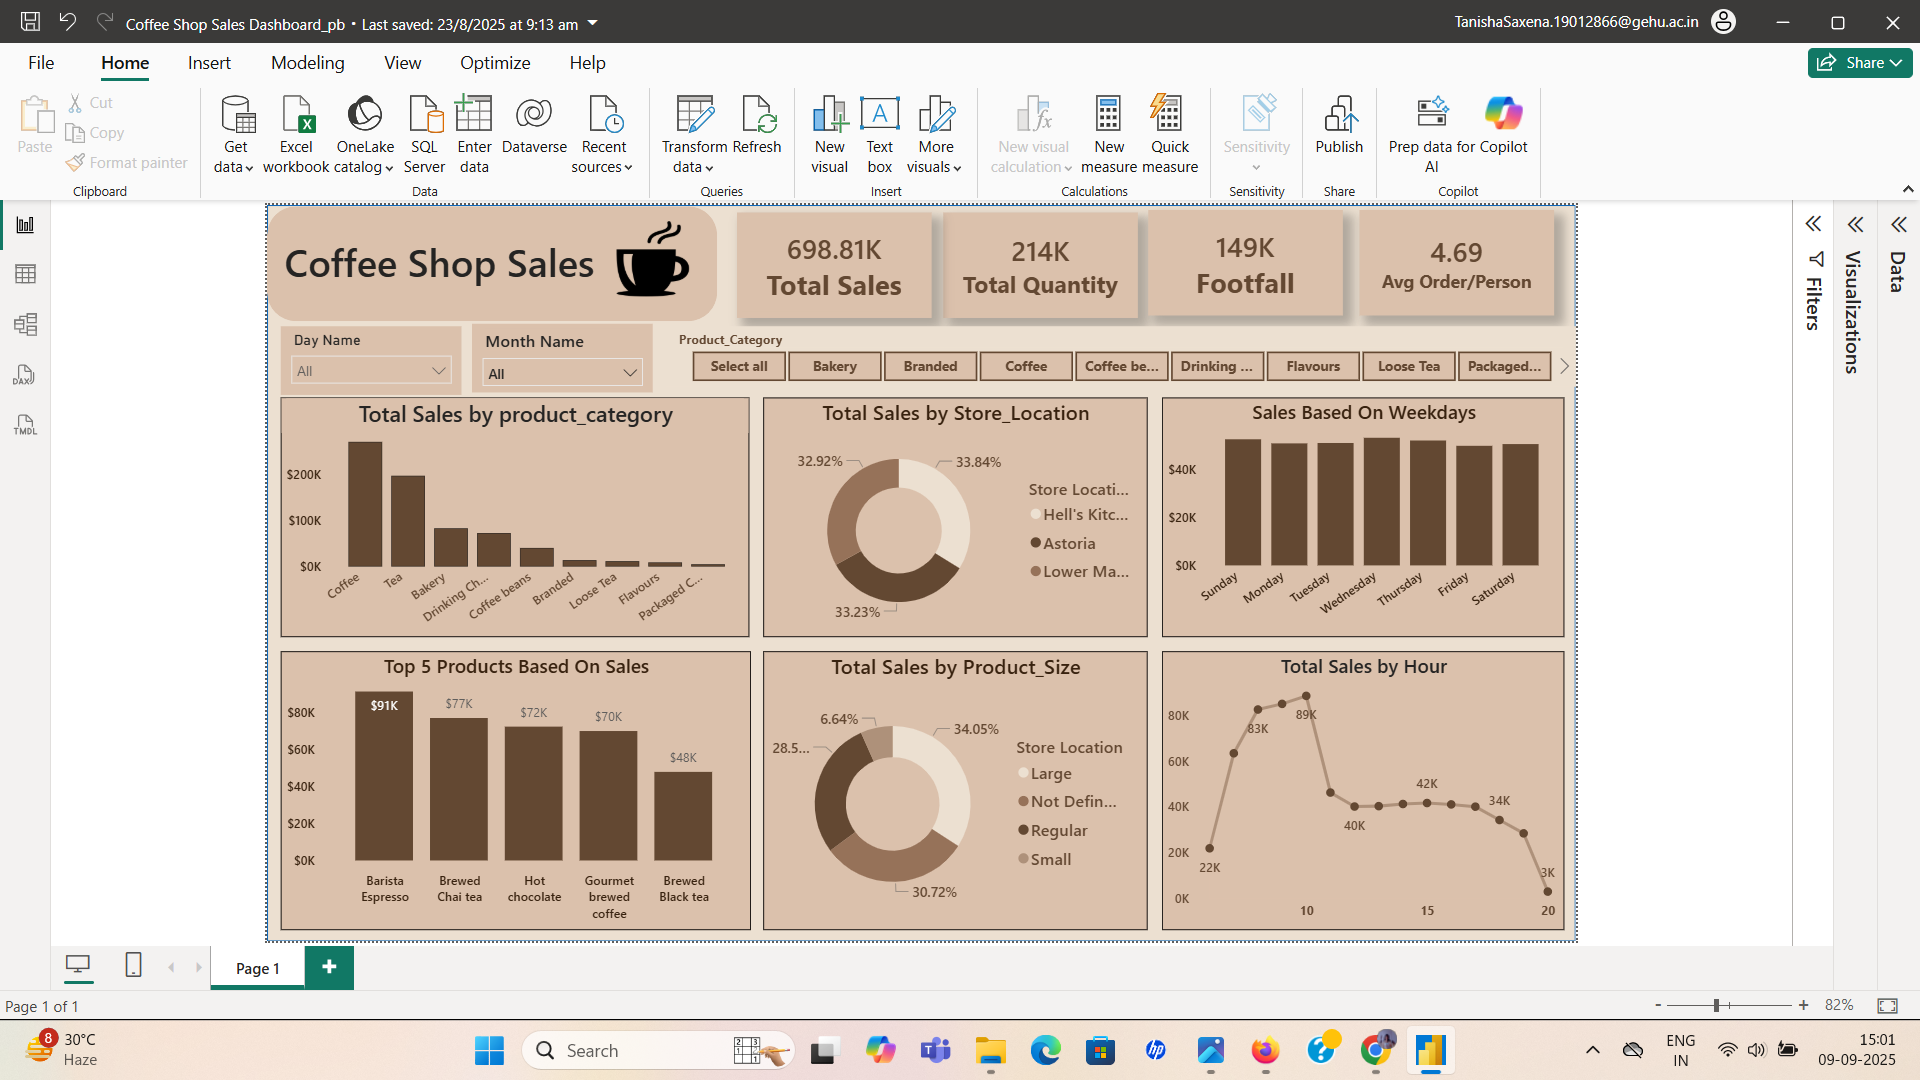 Coffee Shop Sales Dashboard_pb • Last saved: 23/8/2025 at 9:13 am
TanishaSaxena.19012866@gehu.ac.in
File Home Insert Modeling View Optimize Help
Share
Paste
Cut
Copy
Format painter
Clipboard
Get data
Excel workbook
OneLake catalog
SQL Server
Enter data
Dataverse
Recent sources
Data
Transform data
Refresh
Queries
New visual
Text box
More visuals
Insert
New visual calculation
New measure
Quick measure
Calculations
Sensitivity
Sensitivity
Publish
Share
Prep data for AI
Copilot
Copilot
Coffee Shop Sales
698.81K
Total Sales
214K
Total Quantity
149K
Footfall
4.69
Avg Order/Person
Day Name
All
Month Name
All
Product_Category
Select all
Bakery
Branded
Coffee
Coffee be...
Drinking ...
Flavours
Loose Tea
Packaged...
Total Sales by product_category
$200K
$100K
$0K
Coffee
Tea
Bakery
Drinking Ch...
Coffee beans
Branded
Loose Tea
Flavours
Packaged C...
Total Sales by Store_Location
32.92%
33.84%
33.23%
Store Locati...
Hell's Kitc...
Astoria
Lower Ma...
Sales Based On Weekdays
$40K
$20K
$0K
Sunday
Monday
Tuesday
Wednesday
Thursday
Friday
Saturday
Top 5 Products Based On Sales
$80K
$60K
$40K
$20K
$0K
$91K
$77K
$72K
$70K
$48K
Barista Espresso
Brewed Chai tea
Hot chocolate
Gourmet brewed coffee
Brewed Black tea
Total Sales by Product_Size
6.64%
34.05%
28.5...
30.72%
Store Location
Large
Not Defin...
Regular
Small
Total Sales by Hour
80K
60K
40K
20K
0K
22K
83K
89K
40K
42K
34K
3K
10
15
20
Filters
Visualizations
Data
DAX
TMDL
Page 1
Page 1 of 1
- + 82%
8
30°C
Haze
Search
ENG
IN
15:01
09-09-2025